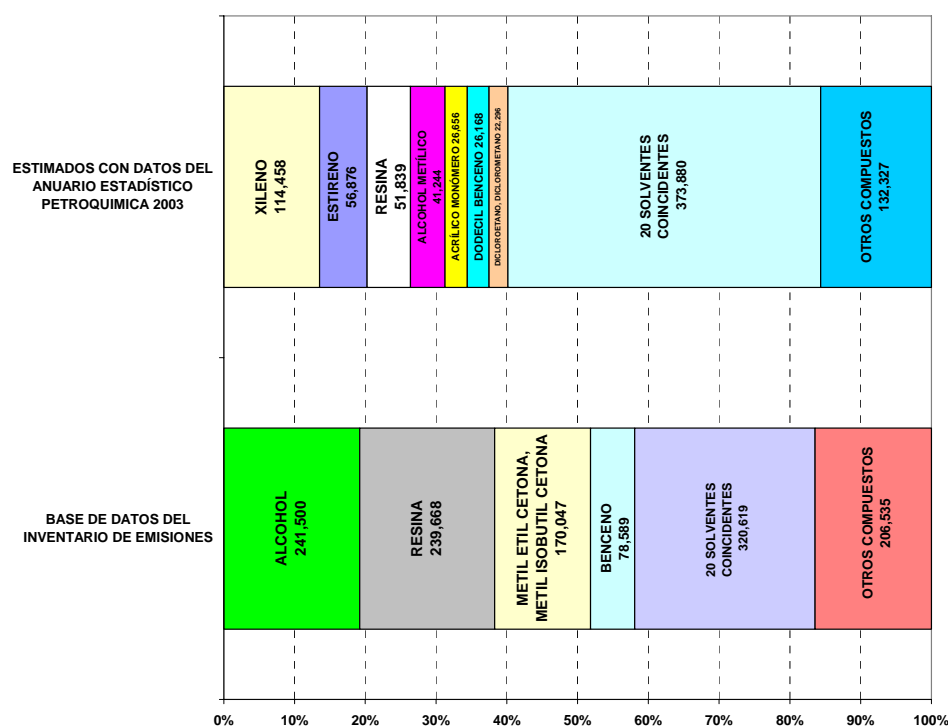 ESTIMADOS CON DATOS DEL
ANUARIO ESTADÍSTICO
PETROQUIMICA 2003
XILENO
114,458
ESTIRENO
56,876
RESINA
51,839
ALCOHOL METÍLICO
41,244
ACRÍLICO MONÓMERO 26,656
DODECIL BENCENO 26,168
DICLOROETANO, DICLOROMETANO 22,296
20 SOLVENTES
COINCIDENTES
373,880
OTROS COMPUESTOS
132,327
BASE DE DATOS DEL
INVENTARIO DE EMISIONES
ALCOHOL
241,500
RESINA
239,668
METIL ETIL CETONA,
METIL ISOBUTIL CETONA
170,047
BENCENO
78,589
20 SOLVENTES
COINCIDENTES
320,619
OTROS COMPUESTOS
206,535
0% 10% 20% 30% 40% 50% 60% 70% 80% 90% 100%